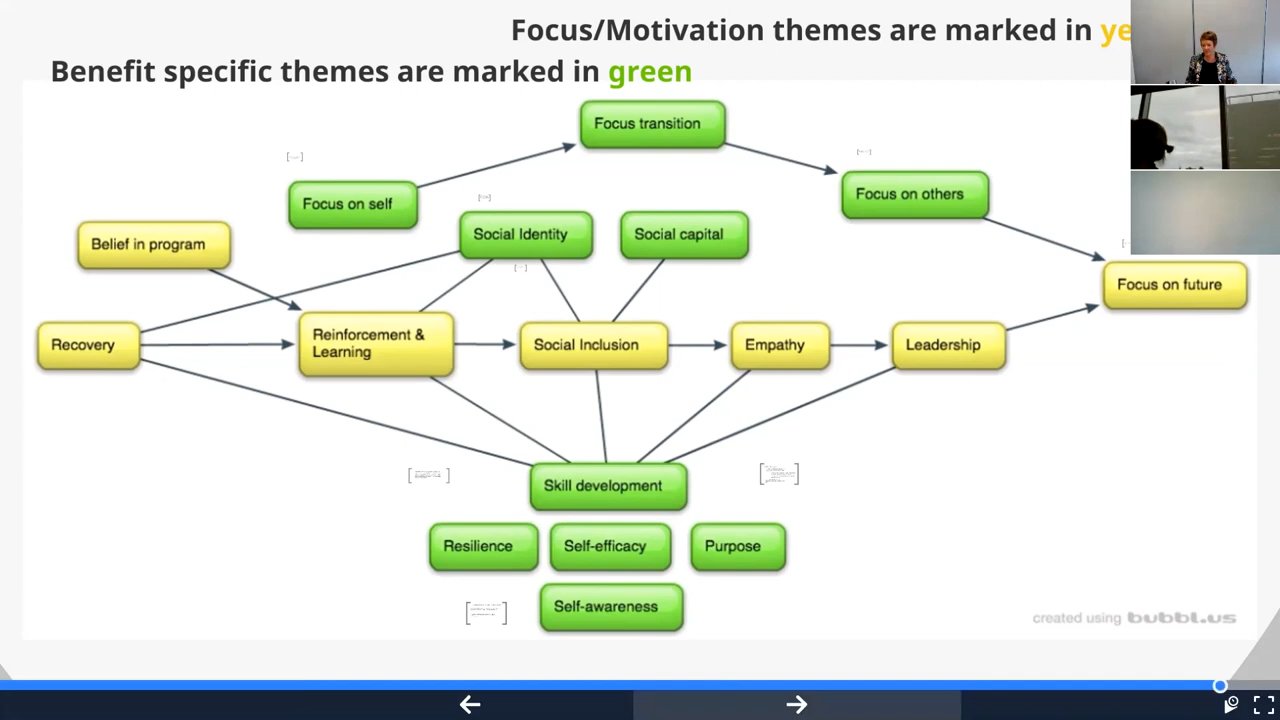 Focus/Motivation themes are marked in
Benefit specific themes are marked in green
Focus transition
Focus on self
Focus on others
Social Identity
Social capital
Belief in program
Focus on future
Recovery
Reinforcement &
Learning
Social Inclusion
Empathy
Leadership
Skill development
Resilience
Self-efficacy
Purpose
Self-awareness
created using bubbl.us